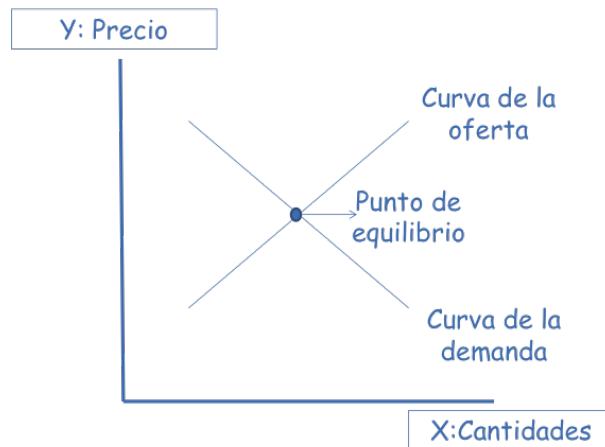 Y: Precio
Curva de la
oferta
Punto de
equilibrio
Curva de la
demanda
X:Cantidades